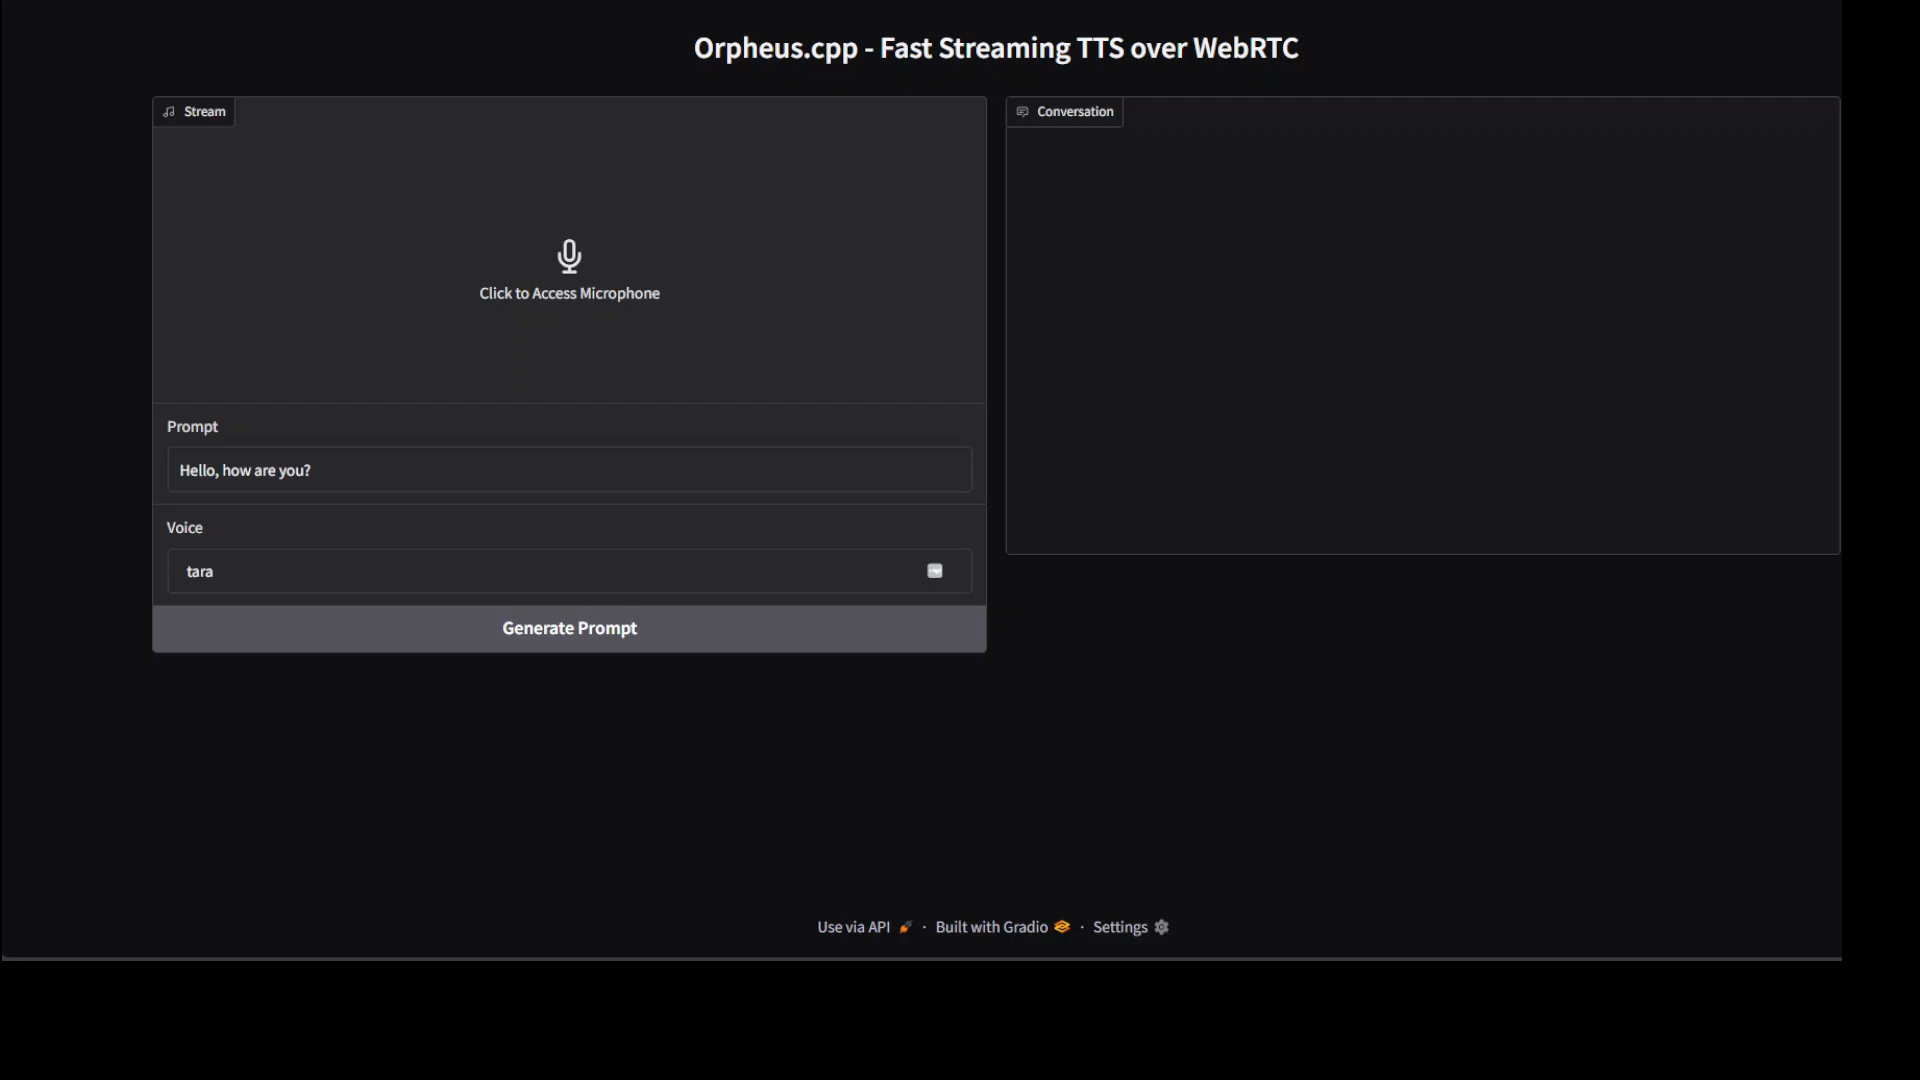 Orpheus.cpp - Fast Streaming TTS over WebRTC
Stream
Conversation
Click to Access Microphone
Prompt
Hello, how are you?
Voice
tara
Generate Prompt
Use via API · Built with Gradio · Settings